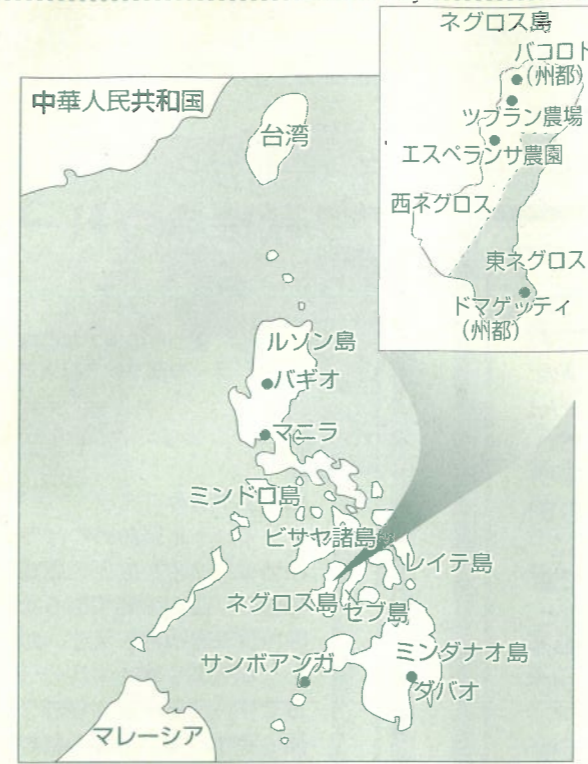 ネグロス島
バコロド
(州都)
ツブラン農場
エスペランサ農園
西ネグロス
東ネグロス
ドマゲッティ
(州都)
中華人民共和国
台湾
ルソン島
バギオ
マニラ
ミンドロ島
ビサヤ諸島
レイテ島
ネグロス島
セブ島
サンボアンガ
ミンダナオ島
ダバオ
マレーシア